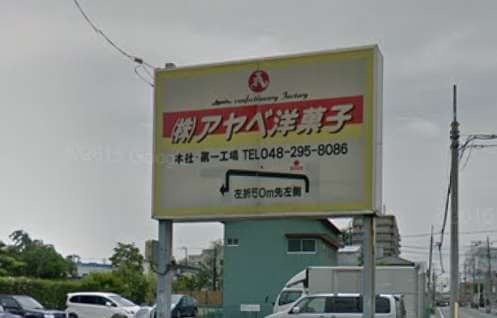 Ayabe confectionery Factory
㈱アヤベ洋菓子
本社・第一工場 TEL048-295-8086
左折50m先左側